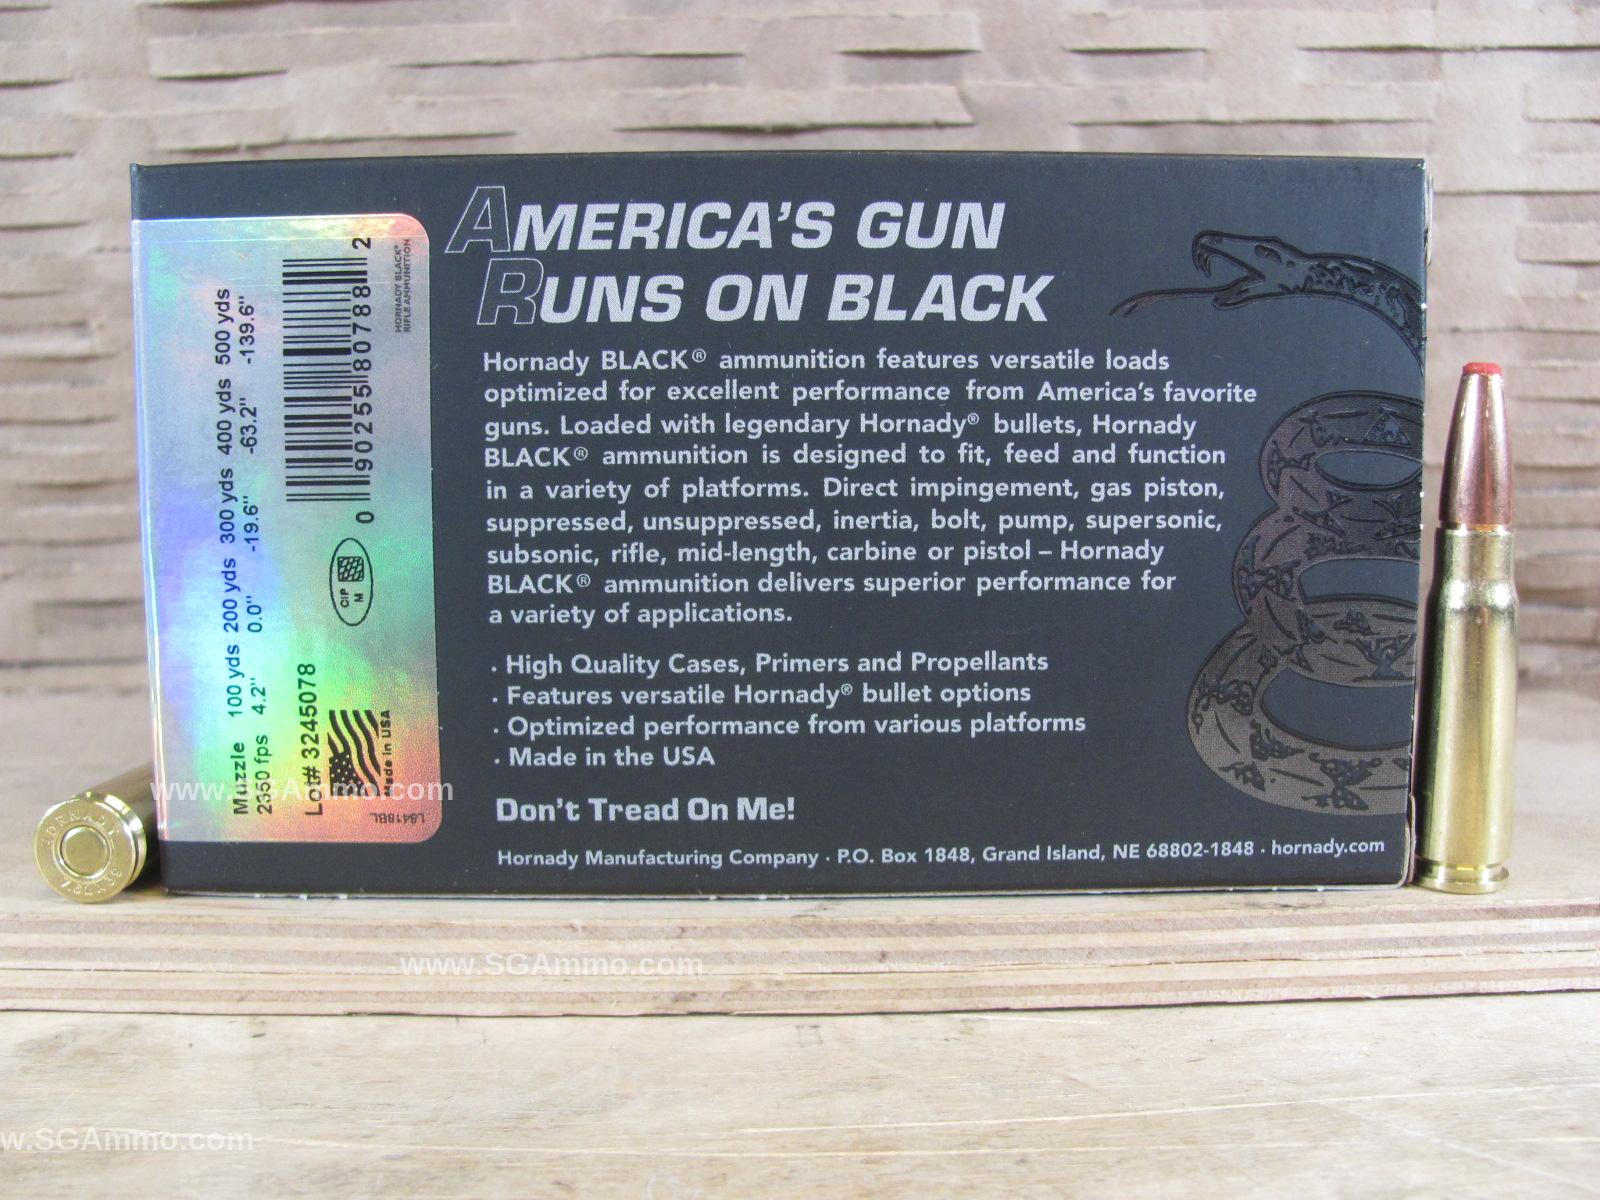 AMERICA'S GUN
RUNS ON BLACK
Hornady BLACK® ammunition features versatile loads
optimized for excellent performance from America's favorite
guns. Loaded with legendary Hornady® bullets, Hornady
BLACK® ammunition is designed to fit, feed and function
in a variety of platforms. Direct impingement, gas piston,
suppressed, unsuppressed, inertia, bolt, pump, supersonic,
subsonic, rifle, mid-length, carbine or pistol – Hornady
BLACK® ammunition delivers superior performance for
a variety of applications.
· High Quality Cases, Primers and Propellants
· Features versatile Hornady® bullet options
· Optimized performance from various platforms
· Made in the USA
Don't Tread On Me!
Hornady Manufacturing Company · P.O. Box 1848, Grand Island, NE 68802-1848 · hornady.com
Muzzle 100 yds 200 yds 300 yds 400 yds 500 yds
2350 fps 4.2" 0.0" -19.6" -63.2" -139.6"
Lot# 3245078
CIP
M
0 90255 80788 2
Made in USA
HORNADY BLACK®
RIFLE AMMUNITION
L8418BL
HORNADY
7.62X39
www.SGAmmo.com
www.SGAmmo.com
w.SGAmmo.com